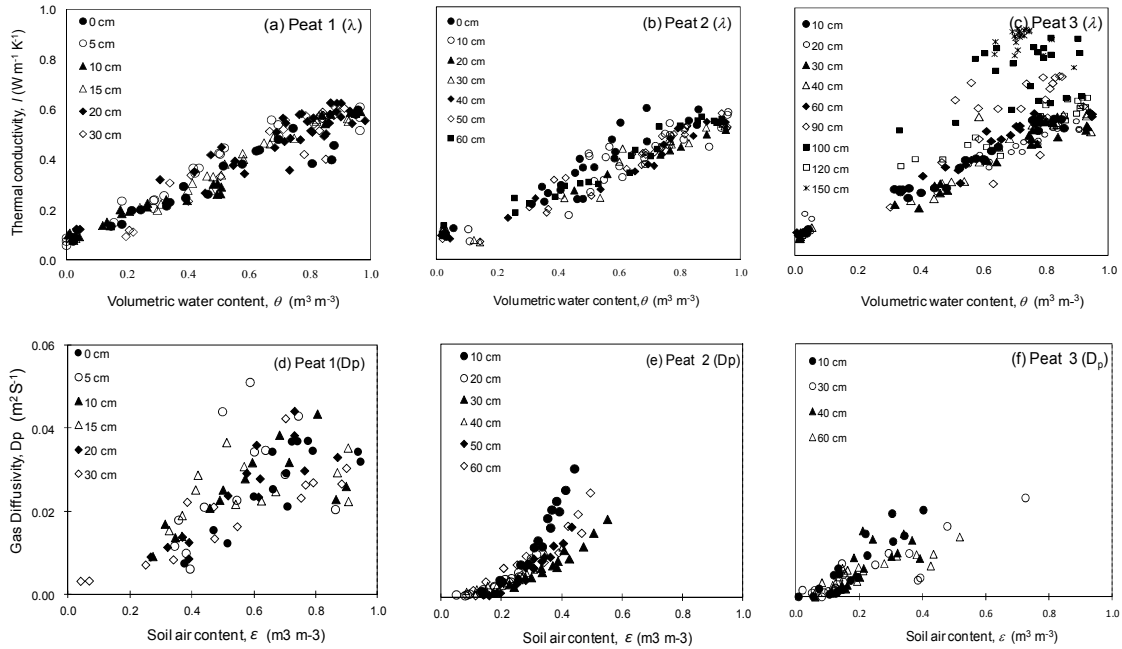 (a) Peat 1 (λ)
0 cm
5 cm
10 cm
15 cm
20 cm
30 cm
Thermal conductivity, l (W m-1 K-1)
1.0
0.8
0.6
0.4
0.2
0.0
0.0 0.2 0.4 0.6 0.8 1.0
Volumetric water content, θ (m³ m-³)
(b) Peat 2 (λ)
0 cm
10 cm
20 cm
30 cm
40 cm
50 cm
60 cm
0.0 0.2 0.4 0.6 0.8 1.0
Volumetric water content, θ (m³ m-³)
(c) Peat 3 (λ)
10 cm
20 cm
30 cm
40 cm
60 cm
90 cm
100 cm
120 cm
150 cm
0.0 0.2 0.4 0.6 0.8 1.0
Volumetric water content, θ (m³ m-³)
(d) Peat 1(Dp)
0 cm
5 cm
10 cm
15 cm
20 cm
30 cm
Gas Diffusivity, Dp (m² S-¹)
0.06
0.04
0.02
0.00
0.0 0.2 0.4 0.6 0.8 1.0
Soil air content, ε (m3 m-3)
(e) Peat 2 (Dp)
10 cm
20 cm
30 cm
40 cm
50 cm
60 cm
0.0 0.2 0.4 0.6 0.8 1.0
Soil air content, ε (m3 m-3)
(f) Peat 3 (Dp)
10 cm
30 cm
40 cm
60 cm
0.0 0.2 0.4 0.6 0.8 1.0
Soil air content, ε (m³ m-³)